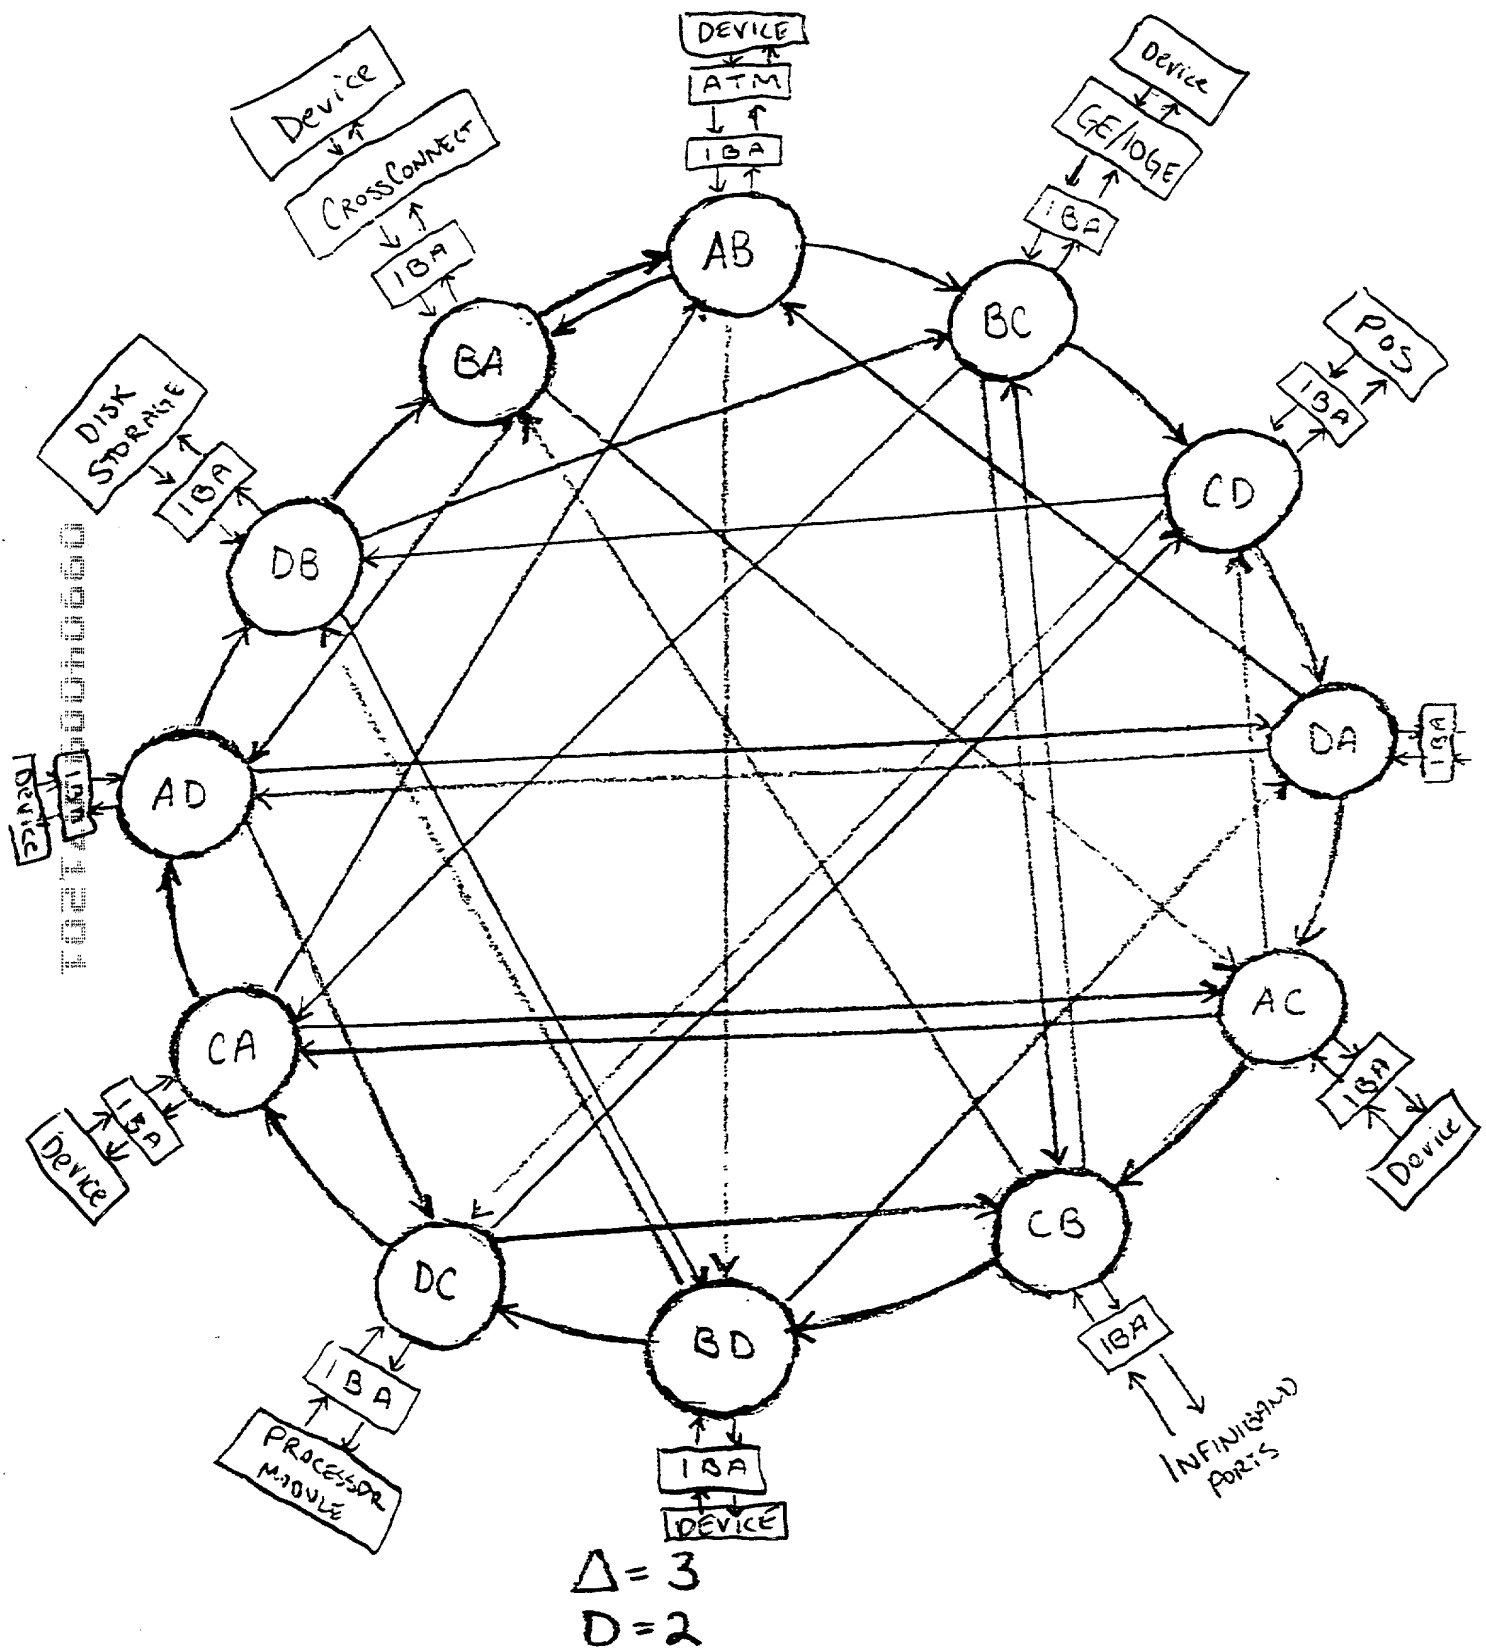 DEVICE
ATM
IBA
AB
Device
GE/10GE
IBA
BC
POS
IBA
CD
IBA
DA
AC
IBA
Device
CB
IBA
INFINIBAND
PORTS
BD
IBA
DEVICE
DC
IBA
PROCESSOR
MODULE
CA
IBA
Device
AD
DEVICE
DB
IBA
DISK
STORAGE
BA
IBA
CROSSCONNECT
Device
Δ = 3
D = 2